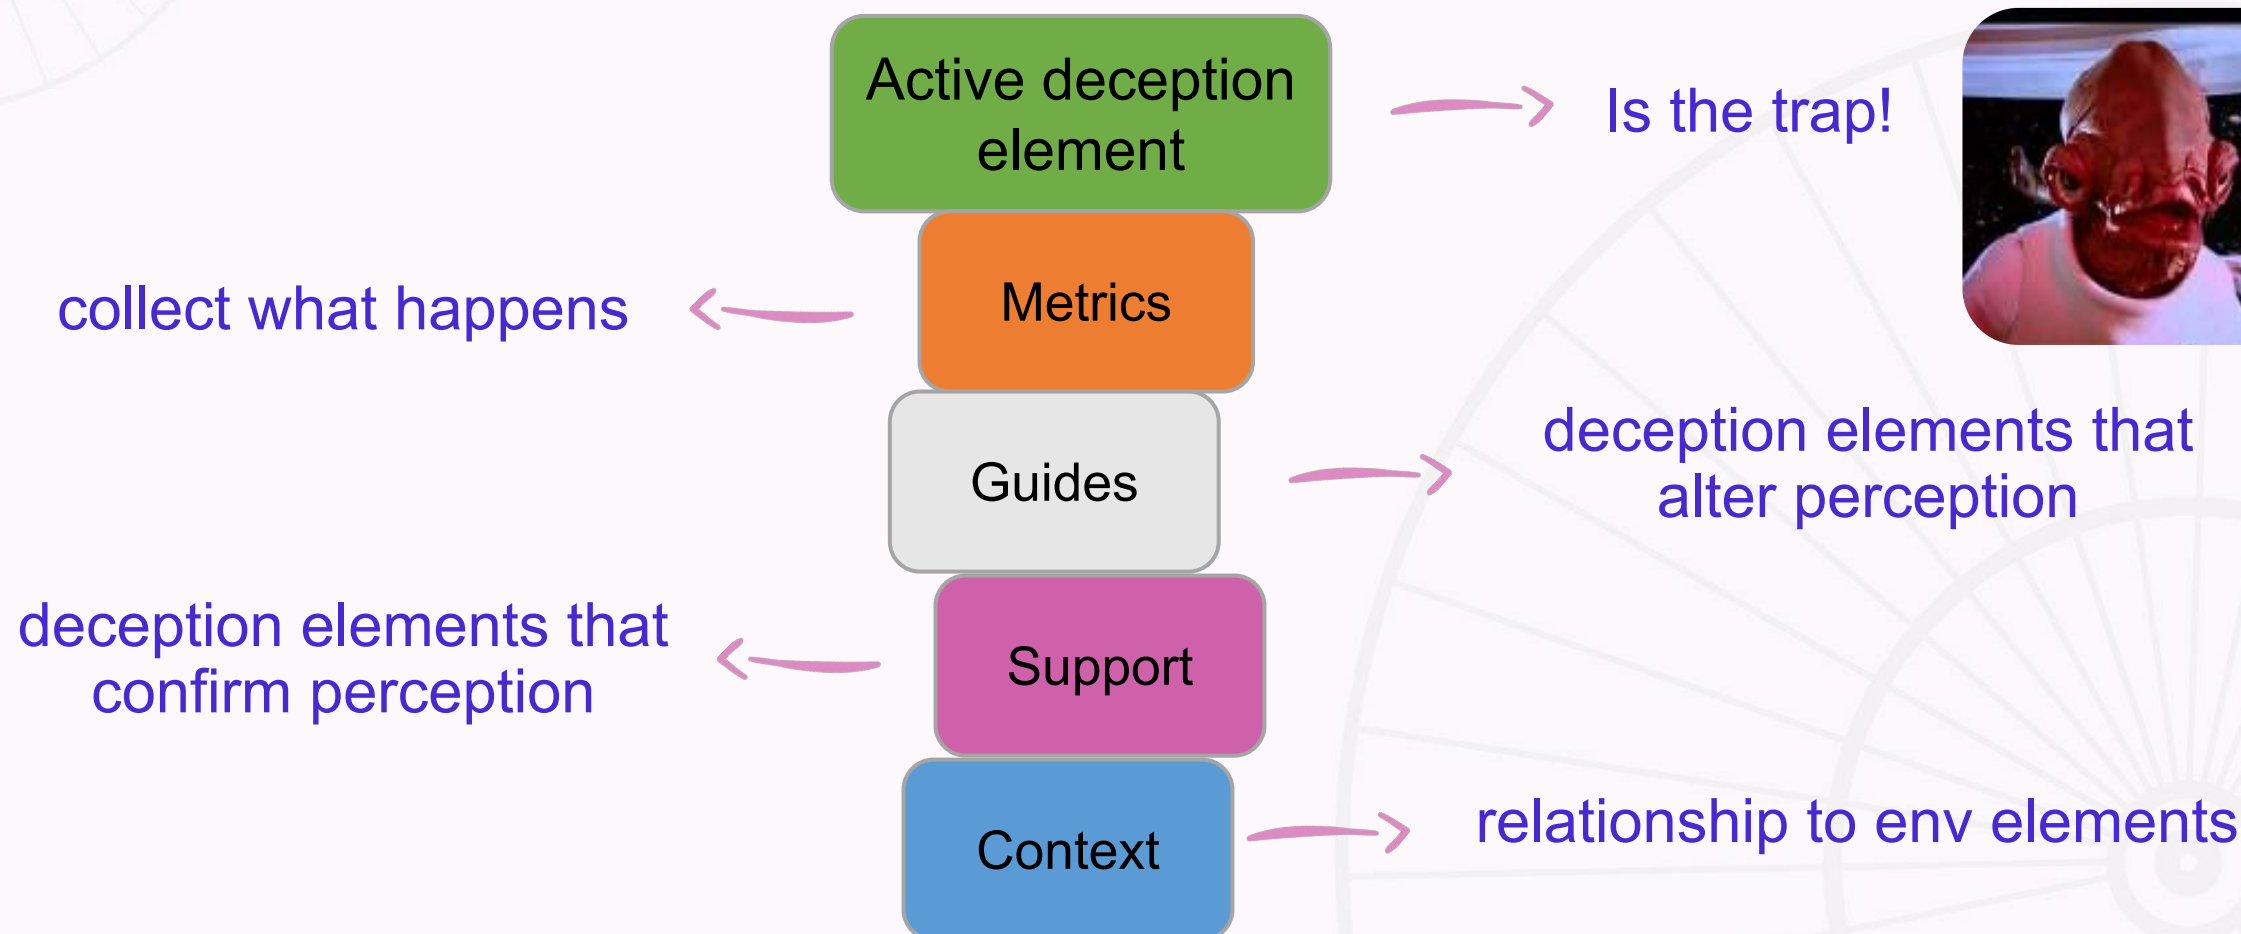 Active deception
element
Is the trap!
Metrics
collect what happens
Guides
deception elements that
alter perception
Support
deception elements that
confirm perception
Context
relationship to env elements